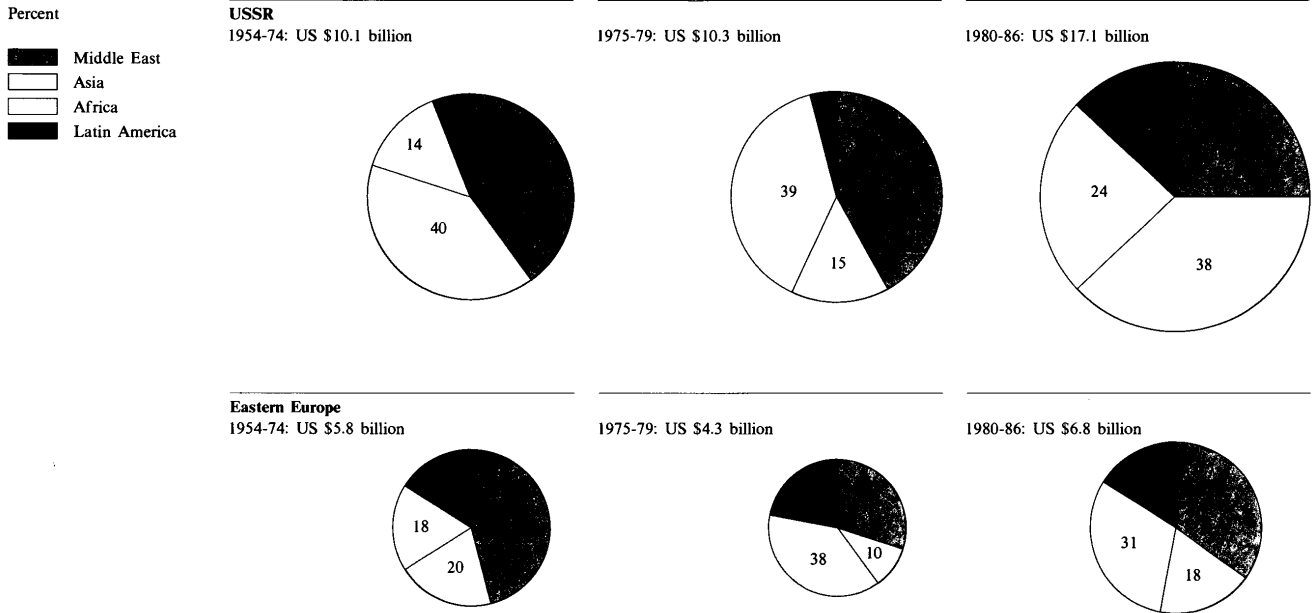 Percent
Middle East
Asia
Africa
Latin America
USSR
1954-74: US $10.1 billion
14
40
1975-79: US $10.3 billion
39
15
1980-86: US $17.1 billion
24
38
Eastern Europe
1954-74: US $5.8 billion
18
20
1975-79: US $4.3 billion
38
10
1980-86: US $6.8 billion
31
18